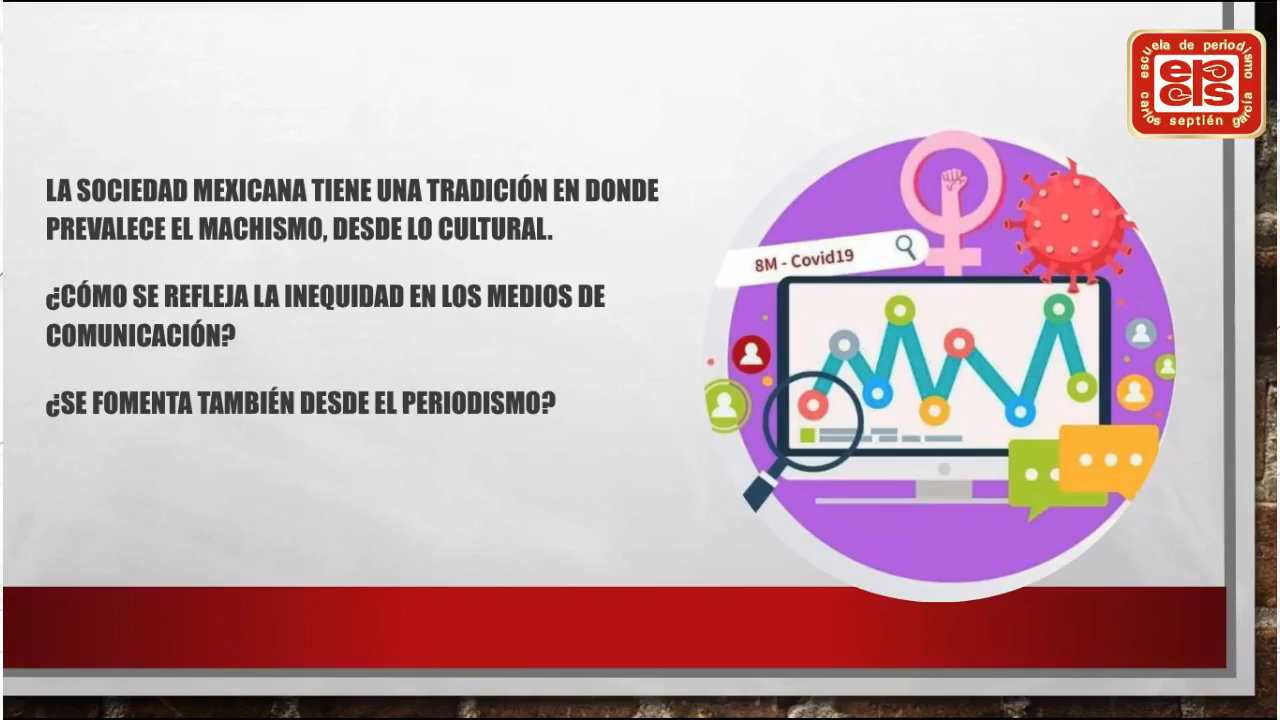 LA SOCIEDAD MEXICANA TIENE UNA TRADICIÓN EN DONDE
PREVALECE EL MACHISMO, DESDE LO CULTURAL.
¿CÓMO SE REFLEJA LA INEQUIDAD EN LOS MEDIOS DE
COMUNICACIÓN?
¿SE FOMENTA TAMBIÉN DESDE EL PERIODISMO?
8M - Covid19
escuela de periodismo
carlos septién garcía